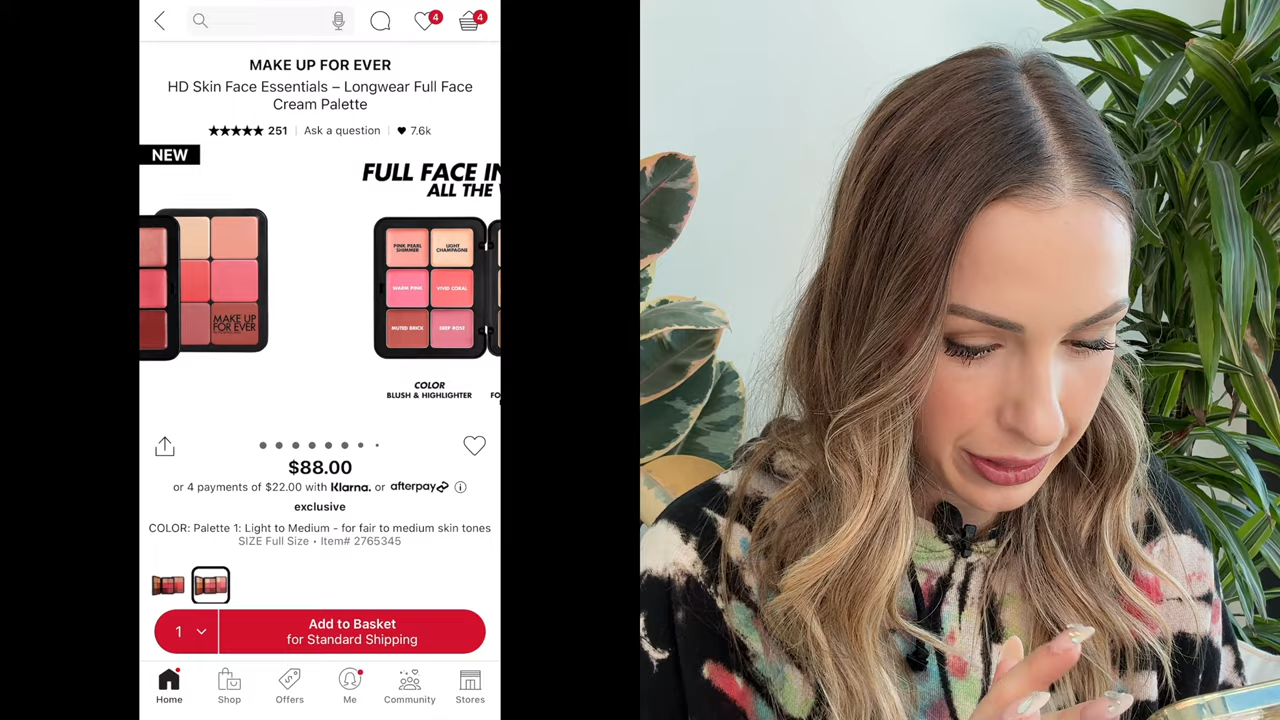 4
4
MAKE UP FOR EVER
HD Skin Face Essentials – Longwear Full Face
Cream Palette
★★★★★ 251 | Ask a question | 7.6k
NEW
FULL FACE IN
ALL THE
PINK PEARL
SHIMMER
LIGHT
CHAMPAGNE
WARM PINK
VIVID CORAL
MUTED BRICK
DEEP ROSE
MAKE UP
FOR EVER
COLOR
BLUSH & HIGHLIGHTER
FO
$88.00
or 4 payments of $22.00 with Klarna. or afterpay
exclusive
COLOR: Palette 1: Light to Medium - for fair to medium skin tones
SIZE Full Size • Item# 2765345
1
Add to Basket
for Standard Shipping
Home
Shop
Offers
Me
Community
Stores